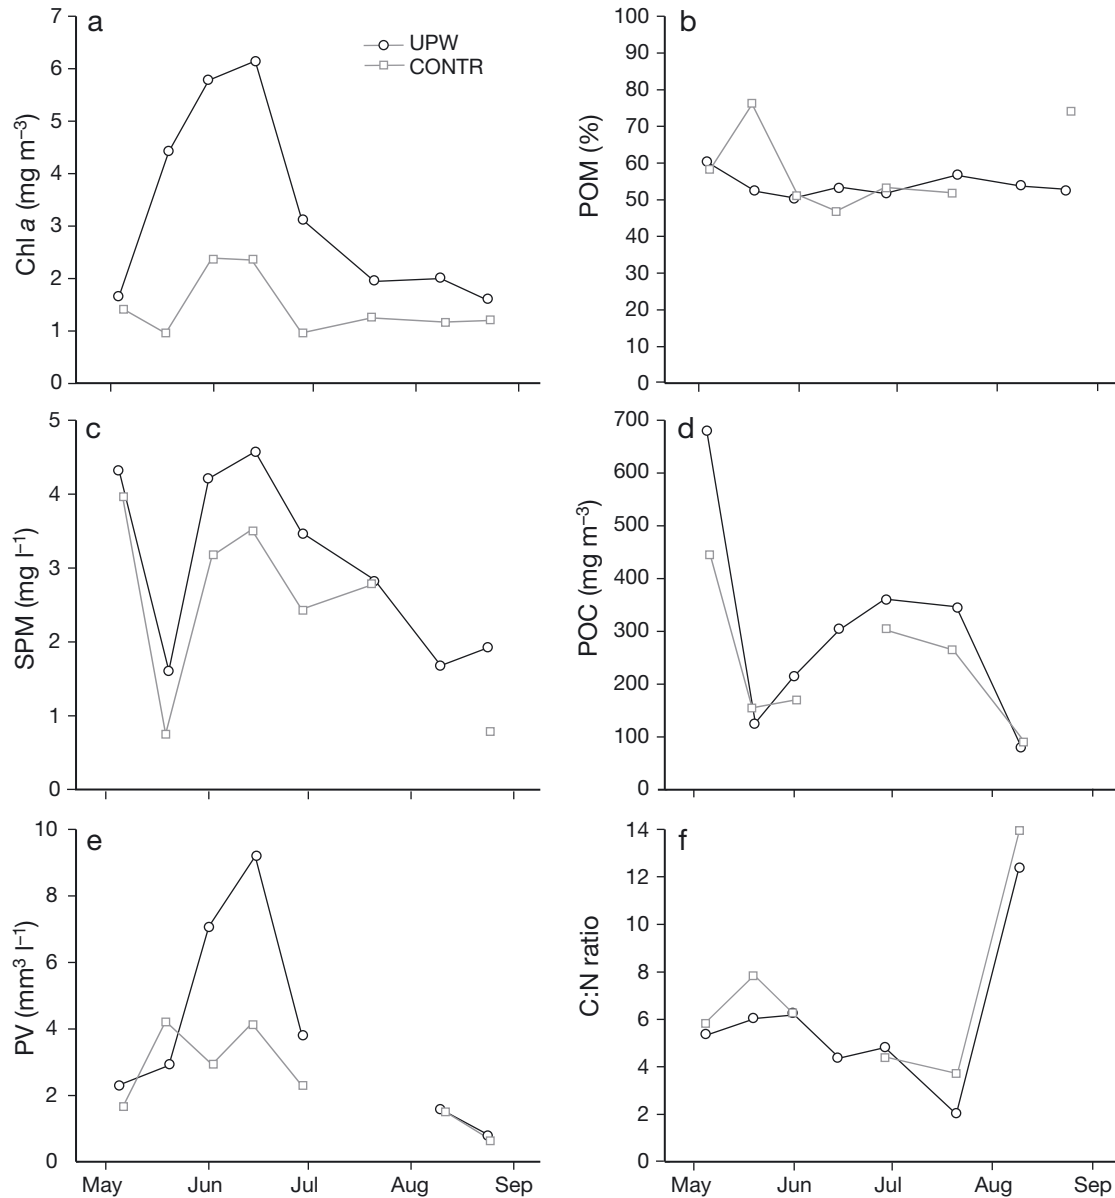 a
UPW
CONTR
Chl a (mg m⁻³)
7
6
5
4
3
2
1
0
b
POM (%)
100
90
80
70
60
50
40
30
20
10
0
c
SPM (mg l⁻¹)
5
4
3
2
1
0
d
POC (mg m⁻³)
700
600
500
400
300
200
100
0
e
PV (mm³ l⁻¹)
10
8
6
4
2
0
May Jun Jul Aug Sep
f
C:N ratio
14
12
10
8
6
4
2
0
May Jun Jul Aug Sep